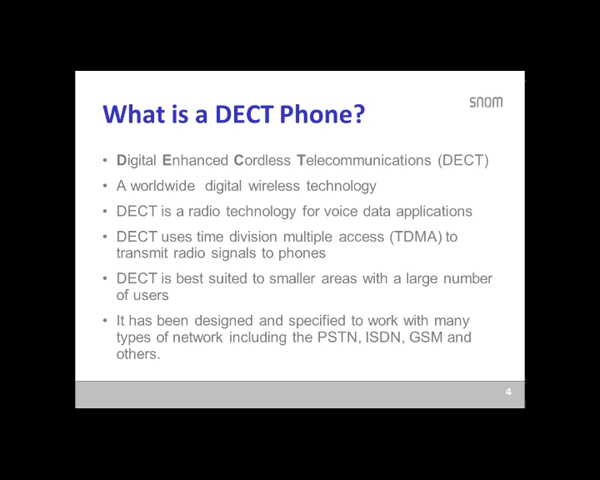 snom
What is a DECT Phone?
• Digital Enhanced Cordless Telecommunications (DECT)
• A worldwide digital wireless technology
• DECT is a radio technology for voice data applications
• DECT uses time division multiple access (TDMA) to
transmit radio signals to phones
• DECT is best suited to smaller areas with a large number
of users
• It has been designed and specified to work with many
types of network including the PSTN, ISDN, GSM and
others.
4